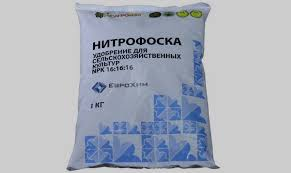 НИТРОФОСКА
УДОБРЕНИЕ ДЛЯ
СЕЛЬСКОХОЗЯЙСТВЕННЫХ
КУЛЬТУР
NPK 16:16:16
ЕВРОХИМ
1 КГ